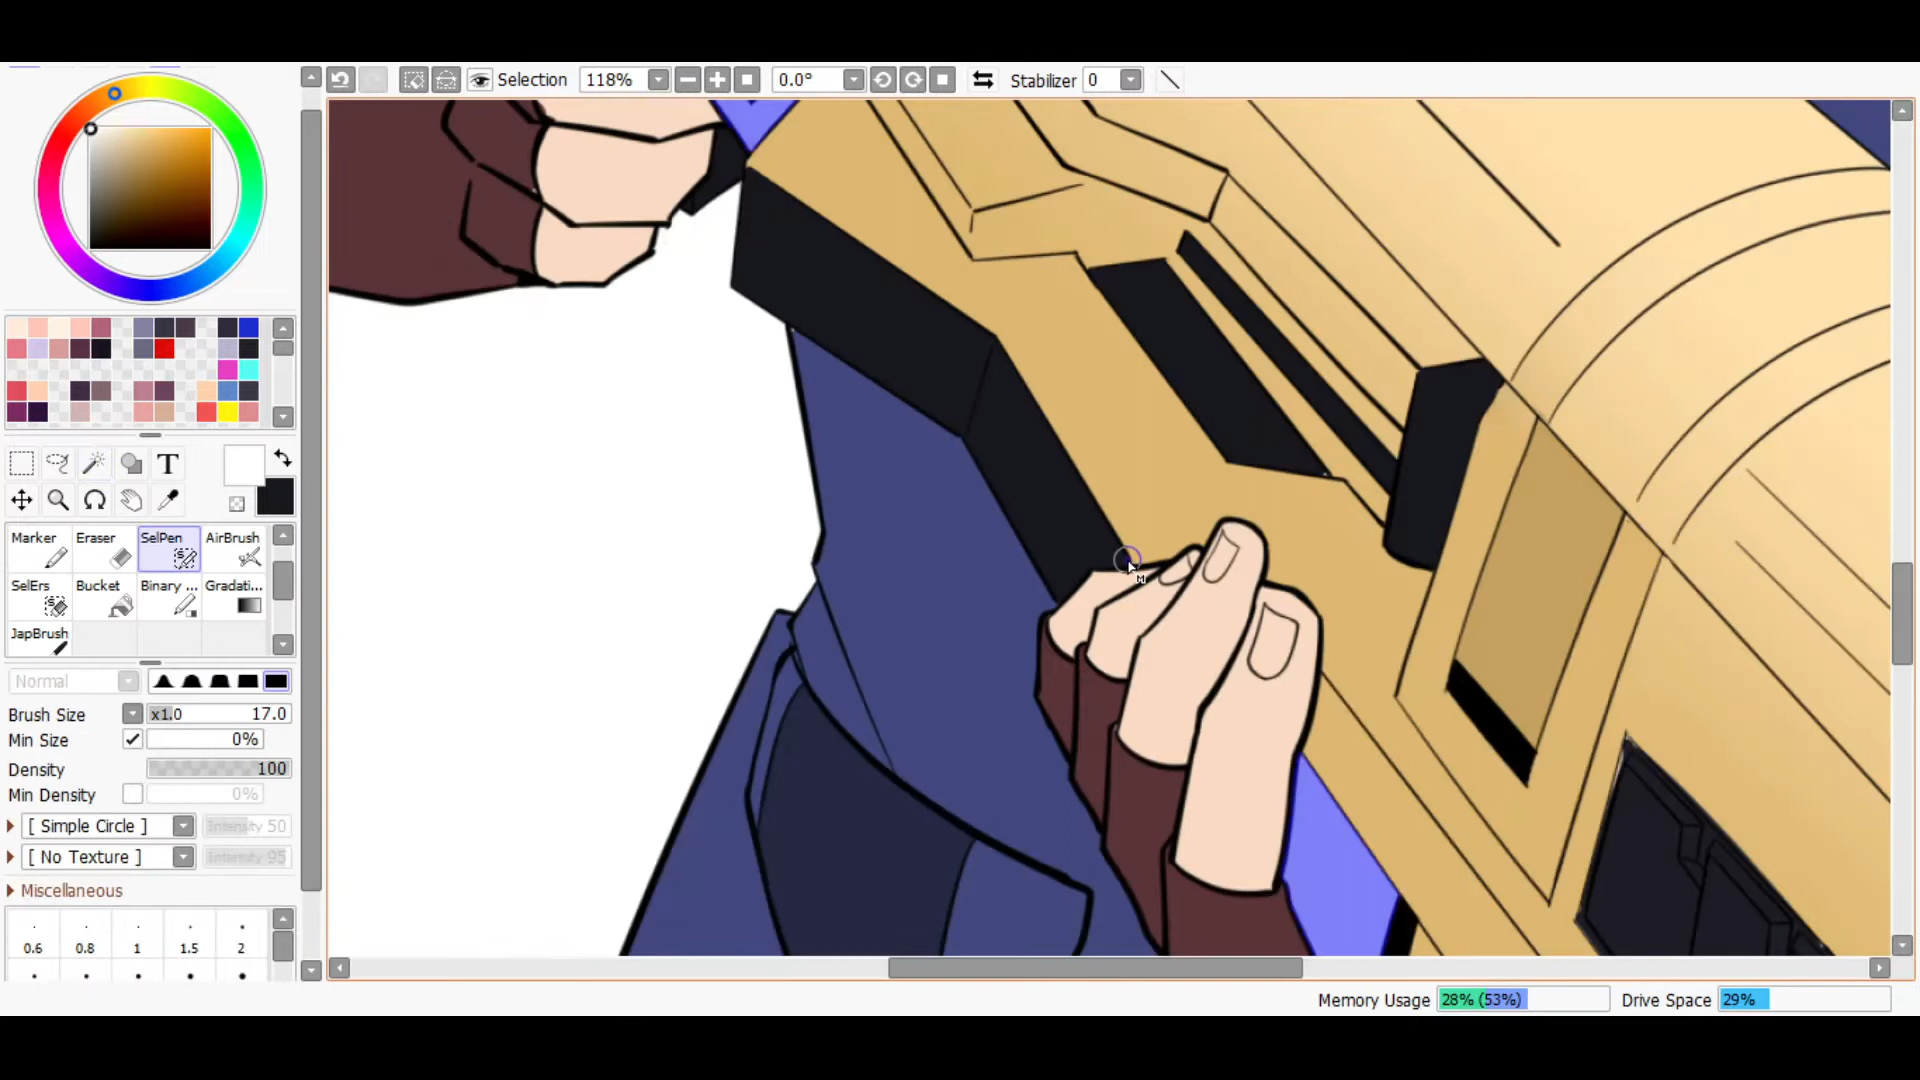 Selection 118% 0.0° Stabilizer 0
T
Marker Eraser SelPen AirBrush
SelErs Bucket Binary ... Gradati...
JapBrush
Normal
Brush Size x1.0 17.0
Min Size 0%
Density 100
Min Density 0%
[ Simple Circle ] Intensity 50
[ No Texture ] Intensity 95
Miscellaneous
0.6 0.8 1 1.5 2
Memory Usage 28% (53%) Drive Space 29%
M